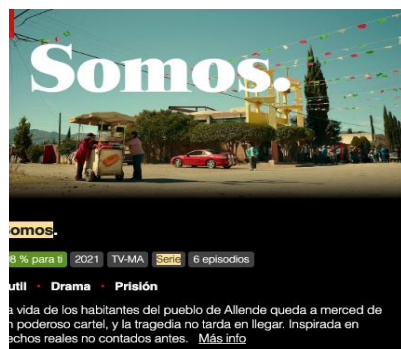 Somos.
omos.
8 % para ti 2021 TV-MA Serie 6 episodios
util • Drama • Prisión
a vida de los habitantes del pueblo de Allende queda a merced de
n poderoso cartel, y la tragedia no tarda en llegar. Inspirada en
echos reales no contados antes. Más info